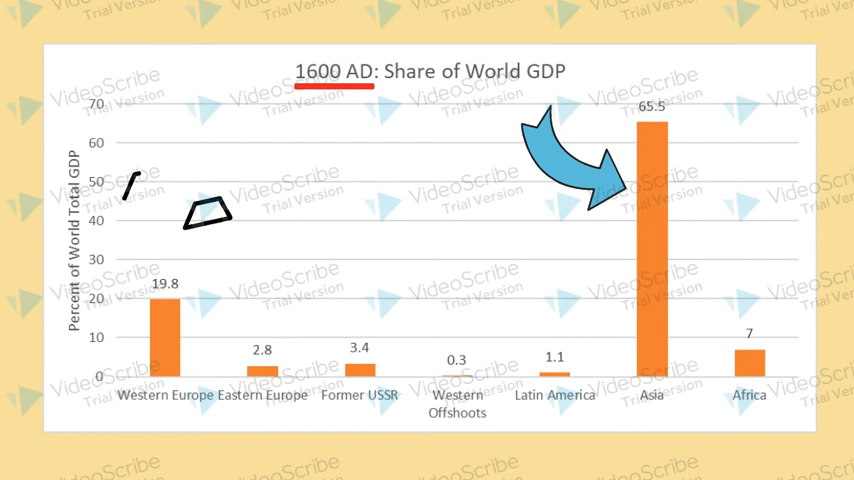 1600 AD: Share of World GDP
Percent of World Total GDP
70
60
50
40
30
20
10
0
19.8
2.8
3.4
0.3
1.1
65.5
7
Western Europe
Eastern Europe
Former USSR
Western
Offshoots
Latin America
Asia
Africa
VideoScribe
Trial Version